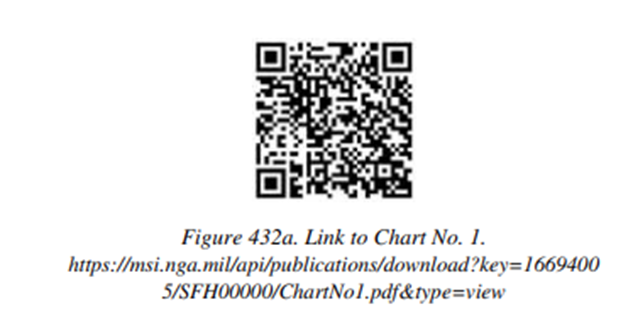 Figure 432a. Link to Chart No. 1.
https://msi.nga.mil/api/publications/download?key=1669400
5/SFH00000/ChartNo1.pdf&type=view